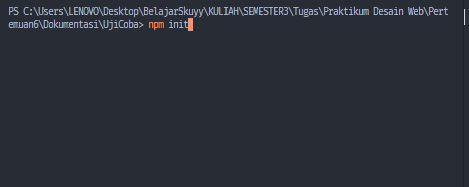 PS C:\Users\LENOVO\Desktop\BelajarSkuyy\KULIAH\SEMESTER3\Tugas\Praktikum Desain Web\Pert
emuan6\Dokumentasi\UjiCoba> npm init